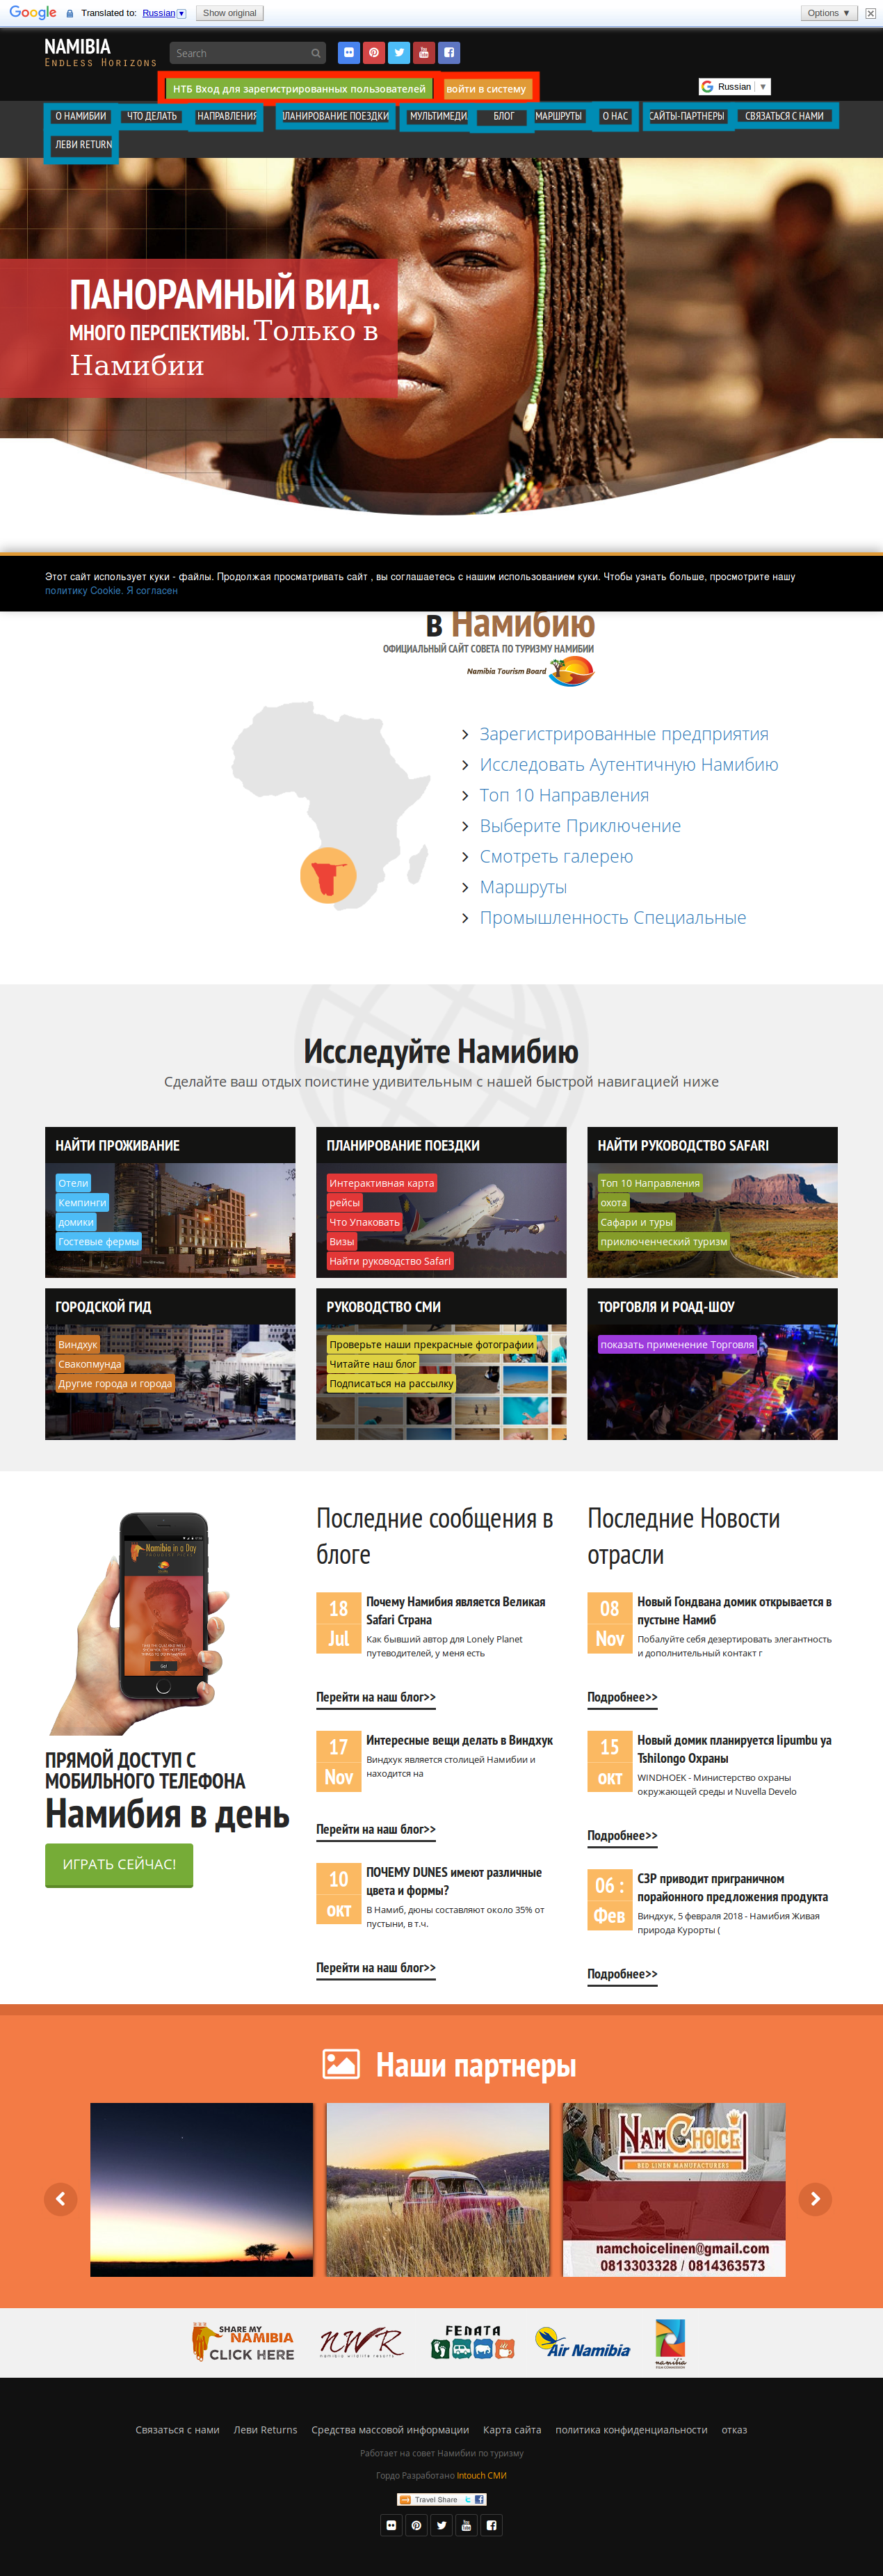 Google Translated to: Russian Show original Options ▼
NAMIBIA
Endless Horizons
Search
НТБ Вход для зарегистрированных пользователей войти в систему
Russian ▼
О НАМИБИИ ЧТО ДЕЛАТЬ НАПРАВЛЕНИЯ ПЛАНИРОВАНИЕ ПОЕЗДКИ МУЛЬТИМЕДИ БЛОГ МАРШРУТЫ О НАС САЙТЫ-ПАРТНЕРЫ СВЯЗАТЬСЯ С НАМИ
ЛЕВИ RETURN
ПАНОРАМНЫЙ ВИД.
МНОГО ПЕРСПЕКТИВЫ. Только в
Намибии
Этот сайт использует куки - файлы. Продолжая просматривать сайт , вы соглашаетесь с нашим использованием куки. Чтобы узнать больше, просмотрите нашу
политику Cookie. Я согласен
в Намибию
ОФИЦИАЛЬНЫЙ САЙТ СОВЕТА ПО ТУРИЗМУ НАМИБИИ
Namibia Tourism Board
Зарегистрированные предприятия
Исследовать Аутентичную Намибию
Топ 10 Направления
Выберите Приключение
Смотреть галерею
Маршруты
Промышленность Специальные
Исследуйте Намибию
Сделайте ваш отдых поистине удивительным с нашей быстрой навигацией ниже
НАЙТИ ПРОЖИВАНИЕ
Отели
Кемпинги
домики
Гостевые фермы
ПЛАНИРОВАНИЕ ПОЕЗДКИ
Интерактивная карта
рейсы
Что Упаковать
Визы
Найти руководство Safari
НАЙТИ РУКОВОДСТВО SAFARI
Топ 10 Направления
охота
Сафари и туры
приключенческий туризм
ГОРОДСКОЙ ГИД
Виндхук
Свакопмунда
Другие города и города
РУКОВОДСТВО СМИ
Проверьте наши прекрасные фотографии
Читайте наш блог
Подписаться на рассылку
ТОРГОВЛЯ И РОАД-ШОУ
показать применение Торговля
Namibia in a Day
Go!
ПРЯМОЙ ДОСТУП С
МОБИЛЬНОГО ТЕЛЕФОНА
Намибия в день
ИГРАТЬ СЕЙЧАС!
Последние сообщения в
блоге
18
Jul
Почему Намибия является Великая
Safari Страна
Как бывший автор для Lonely Planet
путеводителей, у меня есть
Перейти на наш блог>>
17
Nov
Интересные вещи делать в Виндхук
Виндхук является столицей Намибии и
находится на
Перейти на наш блог>>
10
окт
ПОЧЕМУ DUNES имеют различные
цвета и формы?
В Намиб, дюны составляют около 35% от
пустыни, в т.ч.
Перейти на наш блог>>
Последние Новости
отрасли
08
Nov
Новый Гондвана домик открывается в
пустыне Намиб
Побалуйте себя дезертировать элегантность
и дополнительный контакт г
Подробнее>>
15
окт
Новый домик планируется Iipumbu ya
Tshilongo Охраны
WINDHOEK - Министерство охраны
окружающей среды и Nuvella Develo
Подробнее>>
06 :
Фев
СЗР приводит приграничном
порайонного предложения продукта
Виндхук, 5 февраля 2018 - Намибия Живая
природа Курорты (
Подробнее>>
Наши партнеры
NAMCHOICE
BED LINEN MANUFACTURERS
namchoicelinen@gmail.com
0813303328 / 0814363573
SHARE MY
NAMIBIA
CLICK HERE
NWR
namibia wildlife resorts
FENATA
Air Namibia
namibia
Связаться с нами Леви Returns Средства массовой информации Карта сайта политика конфиденциальности отказ
Работает на совет Намибии по туризму
Гордо Разработано Intouch СМИ
Travel Share